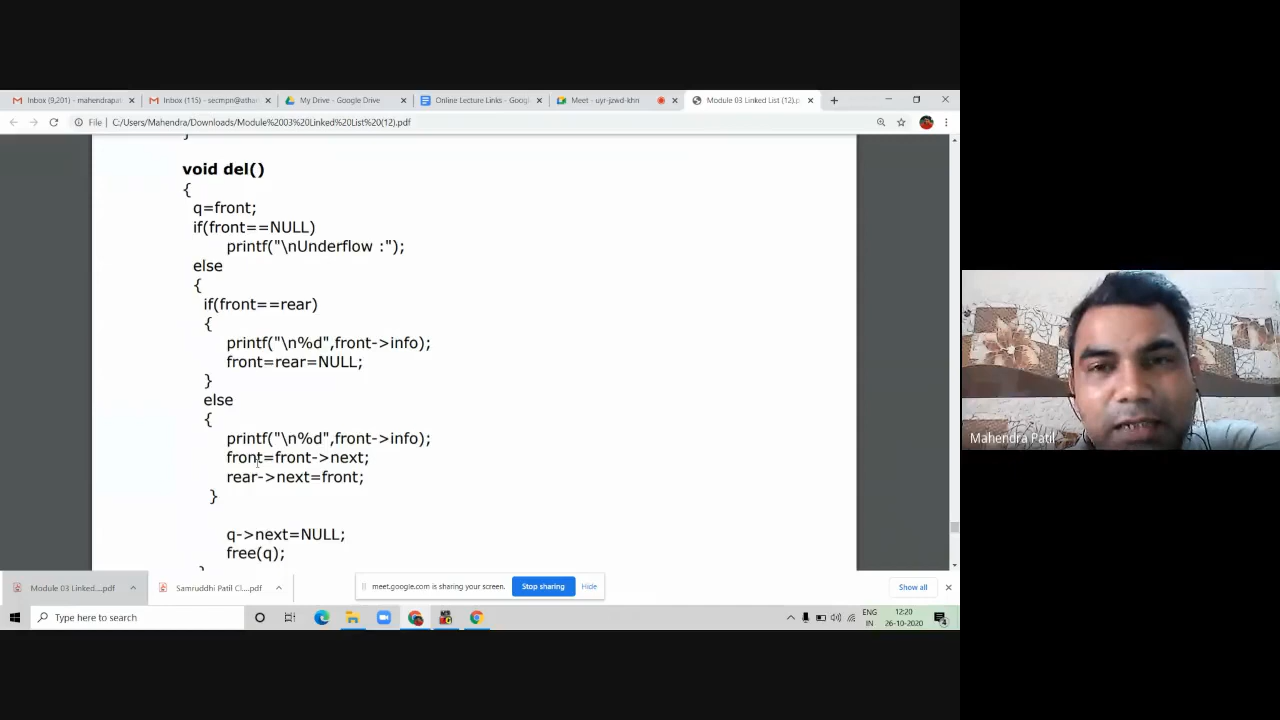 Inbox (9,201) - mahendrapat
Inbox (115) - secmpn@athar
My Drive - Google Drive
Online Lecture Links - Googl
Meet - uyr-jzwd-khn
Module 03 Linked List (12).p
File
C:/Users/Mahendra/Downloads/Module%2003%20Linked%20List%20(12).pdf
}
void del()
{
q=front;
if(front==NULL)
printf("\nUnderflow :");
else
{
if(front==rear)
{
printf("\n%d",front->info);
front=rear=NULL;
}
else
{
printf("\n%d",front->info);
front=front->next;
rear->next=front;
}
q->next=NULL;
free(q);
}
Mahendra Patil
Module 03 Linked....pdf
Samruddhi Patil Cl....pdf
meet.google.com is sharing your screen.
Stop sharing
Hide
Show all
Type here to search
ENG
IN
12:20
26-10-2020